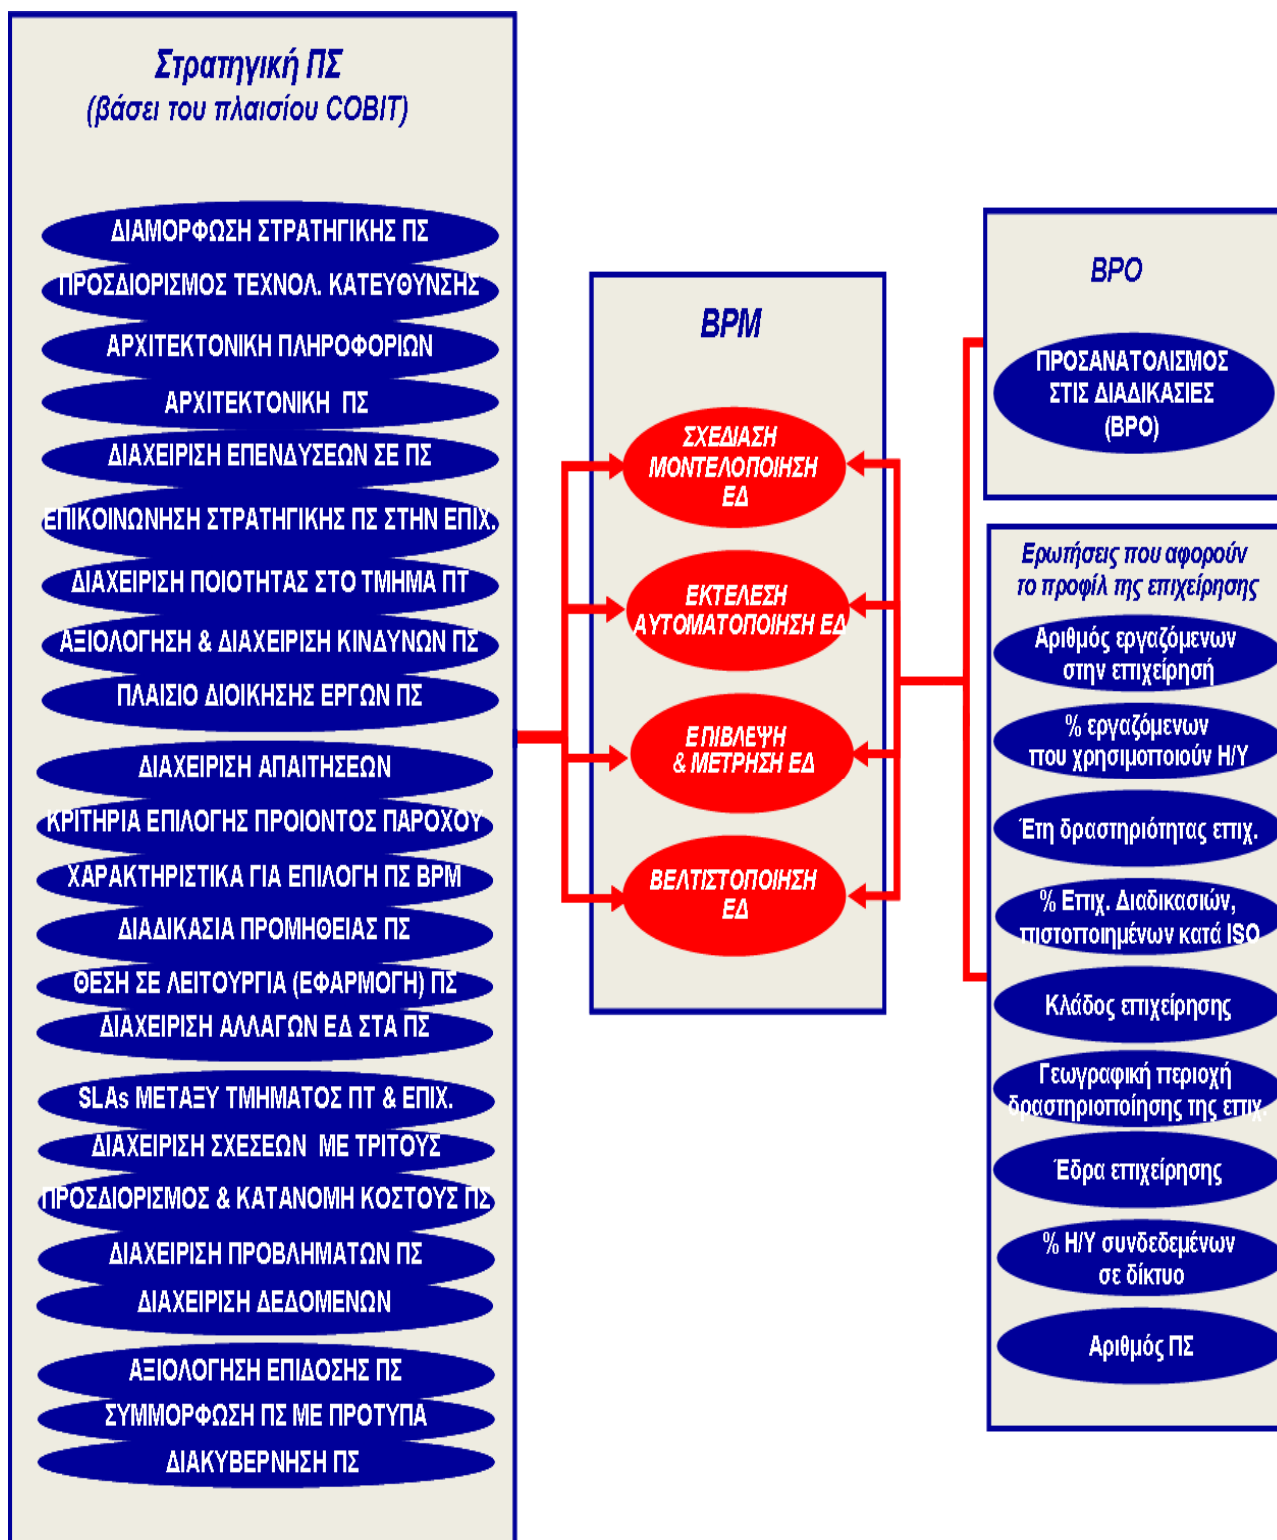 Στρατηγική ΠΣ
(βάσει του πλαισίου COBIT)
ΔΙΑΜΟΡΦΩΣΗ ΣΤΡΑΤΗΓΙΚΗΣ ΠΣ
ΠΡΟΣΔΙΟΡΙΣΜΟΣ ΤΕΧΝΟΛ. ΚΑΤΕΥΘΥΝΣΗΣ
ΑΡΧΙΤΕΚΤΟΝΙΚΗ ΠΛΗΡΟΦΟΡΙΩΝ
ΑΡΧΙΤΕΚΤΟΝΙΚΗ ΠΣ
ΔΙΑΧΕΙΡΙΣΗ ΕΠΕΝΔΥΣΕΩΝ ΣΕ ΠΣ
ΕΠΙΚΟΙΝΩΝΗΣΗ ΣΤΡΑΤΗΓΙΚΗΣ ΠΣ ΣΤΗΝ ΕΠΙΧ.
ΔΙΑΧΕΙΡΙΣΗ ΠΟΙΟΤΗΤΑΣ ΣΤΟ ΤΜΗΜΑ ΠΤ
ΑΞΙΟΛΟΓΗΣΗ & ΔΙΑΧΕΙΡΙΣΗ ΚΙΝΔΥΝΩΝ ΠΣ
ΠΛΑΙΣΙΟ ΔΙΟΙΚΗΣΗΣ ΕΡΓΩΝ ΠΣ
ΔΙΑΧΕΙΡΙΣΗ ΑΠΑΙΤΗΣΕΩΝ
ΚΡΙΤΗΡΙΑ ΕΠΙΛΟΓΗΣ ΠΡΟΙΟΝΤΟΣ ΠΑΡΟΧΟΥ
ΧΑΡΑΚΤΗΡΙΣΤΙΚΑ ΓΙΑ ΕΠΙΛΟΓΗ ΠΣ BPM
ΔΙΑΔΙΚΑΣΙΑ ΠΡΟΜΗΘΕΙΑΣ ΠΣ
ΘΕΣΗ ΣΕ ΛΕΙΤΟΥΡΓΙΑ (ΕΦΑΡΜΟΓΗ) ΠΣ
ΔΙΑΧΕΙΡΙΣΗ ΑΛΛΑΓΩΝ ΕΔ ΣΤΑ ΠΣ
SLAs ΜΕΤΑΞΥ ΤΜΗΜΑΤΟΣ ΠΤ & ΕΠΙΧ.
ΔΙΑΧΕΙΡΙΣΗ ΣΧΕΣΕΩΝ ΜΕ ΤΡΙΤΟΥΣ
ΠΡΟΣΔΙΟΡΙΣΜΟΣ & ΚΑΤΑΝΟΜΗ ΚΟΣΤΟΥΣ ΠΣ
ΔΙΑΧΕΙΡΙΣΗ ΠΡΟΒΛΗΜΑΤΩΝ ΠΣ
ΔΙΑΧΕΙΡΙΣΗ ΔΕΔΟΜΕΝΩΝ
ΑΞΙΟΛΟΓΗΣΗ ΕΠΙΔΟΣΗΣ ΠΣ
ΣΥΜΜΟΡΦΩΣΗ ΠΣ ΜΕ ΠΡΟΤΥΠΑ
ΔΙΑΚΥΒΕΡΝΗΣΗ ΠΣ
BPM
ΣΧΕΔΙΑΣΗ
ΜΟΝΤΕΛΟΠΟΙΗΣΗ
ΕΔ
ΕΚΤΕΛΕΣΗ
ΑΥΤΟΜΑΤΟΠΟΙΗΣΗ ΕΔ
ΕΠΙΒΛΕΨΗ
& ΜΕΤΡΗΣΗ ΕΔ
ΒΕΛΤΙΣΤΟΠΟΙΗΣΗ
ΕΔ
BPO
ΠΡΟΣΑΝΑΤΟΛΙΣΜΟΣ
ΣΤΙΣ ΔΙΑΔΙΚΑΣΙΕΣ
(BPO)
Ερωτήσεις που αφορούν
το προφίλ της επιχείρησης
Αριθμός εργαζόμενων
στην επιχείρησή
% εργαζόμενων
που χρησιμοποιούν Η/Υ
Έτη δραστηριότητας επιχ.
% Επιχ. Διαδικασιών,
πιστοποιημένων κατά ISO
Κλάδος επιχείρησης
Γεωγραφική περιοχή
δραστηριοποίησης της επιχ.
Έδρα επιχείρησης
% Η/Υ συνδεδεμένων
σε δίκτυο
Αριθμός ΠΣ